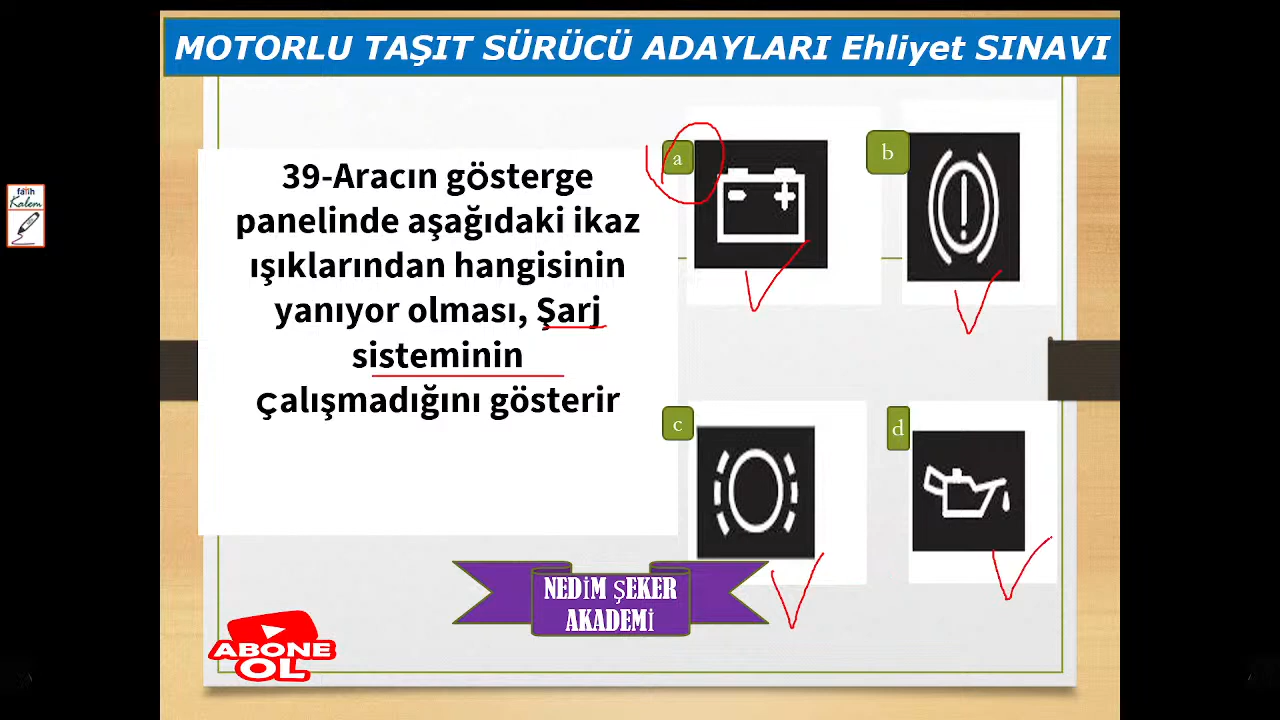 MOTORLU TAŞIT SÜRÜCÜ ADAYLARI Ehliyet SINAVI
39-Aracın gösterge
panelinde aşağıdaki ikaz
ışıklarından hangisinin
yanıyor olması, Şarj
sisteminin
çalışmadığını gösterir
a
b
c
d
fatih
Kalem
NEDİM ŞEKER
AKADEMİ
ABONE
OL